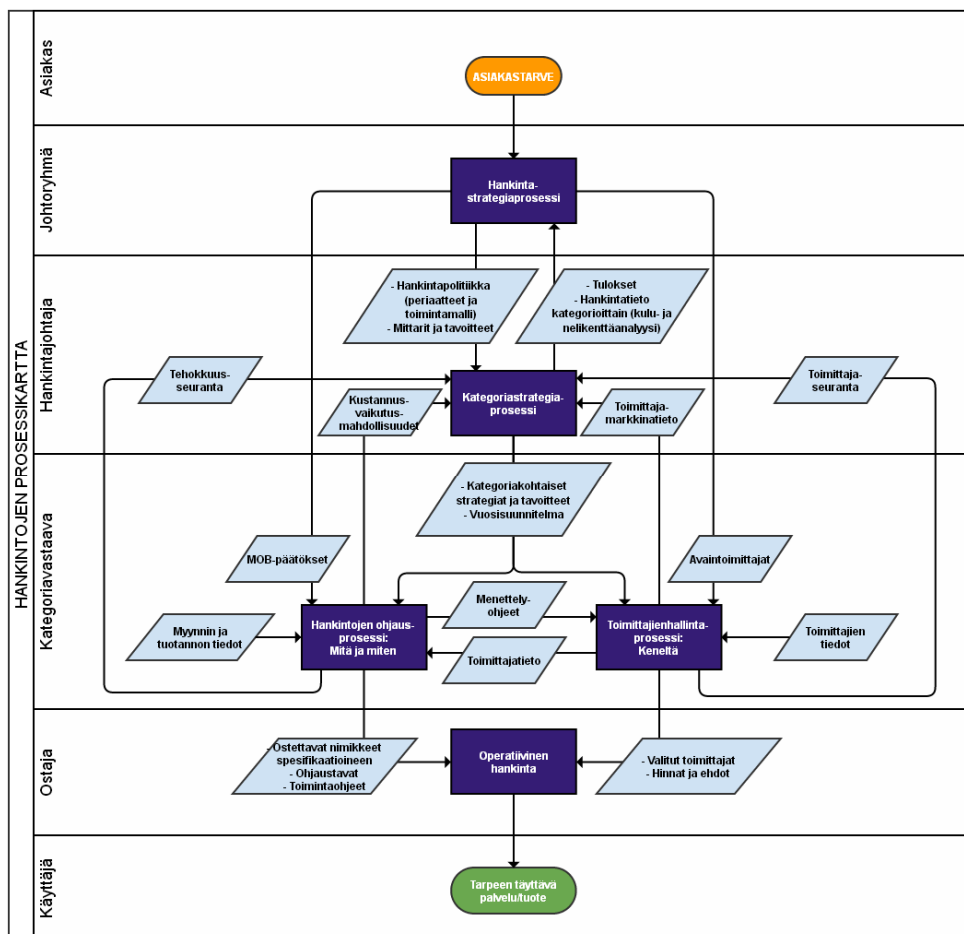 HANKINTOJEN PROSESSIKARTTA
Asiakas
ASIAKASTARVE
Johtoryhmä
Hankinta-
strategiaprosessi
Hankintajohtaja
- Hankintapolitiikka
(periaatteet ja
toimintamalli)
- Mittarit ja tavoitteet
- Tulokset
- Hankintatieto
kategorioittain (kulu- ja
nelikenttäanalyysi)
Tehokkuus-
seuranta
Kustannus-
vaikutus-
mahdollisuudet
Kategoriastrategia-
prosessi
Toimittaja-
markkinatieto
Toimittaja-
seuranta
Kategoriavastaava
- Kategoriakohtaiset
strategiat ja tavoitteet
- Vuosisuunnitelma
MOB-päätökset
Avaintoimittajat
Myynnin ja
tuotannon tiedot
Hankintojen ohjaus-
prosessi:
Mitä ja miten
Menettely-
ohjeet
Toimittajatieto
Toimittajienhallinta-
prosessi:
Keneltä
Toimittajien
tiedot
Ostaja
- Ostettavat nimikkeet
spesifikaatioineen
- Ohjaustavat
- Toimintaohjeet
Operatiivinen
hankinta
- Valitut toimittajat
- Hinnat ja ehdot
Käyttäjä
Tarpeen täyttävä
palvelu/tuote